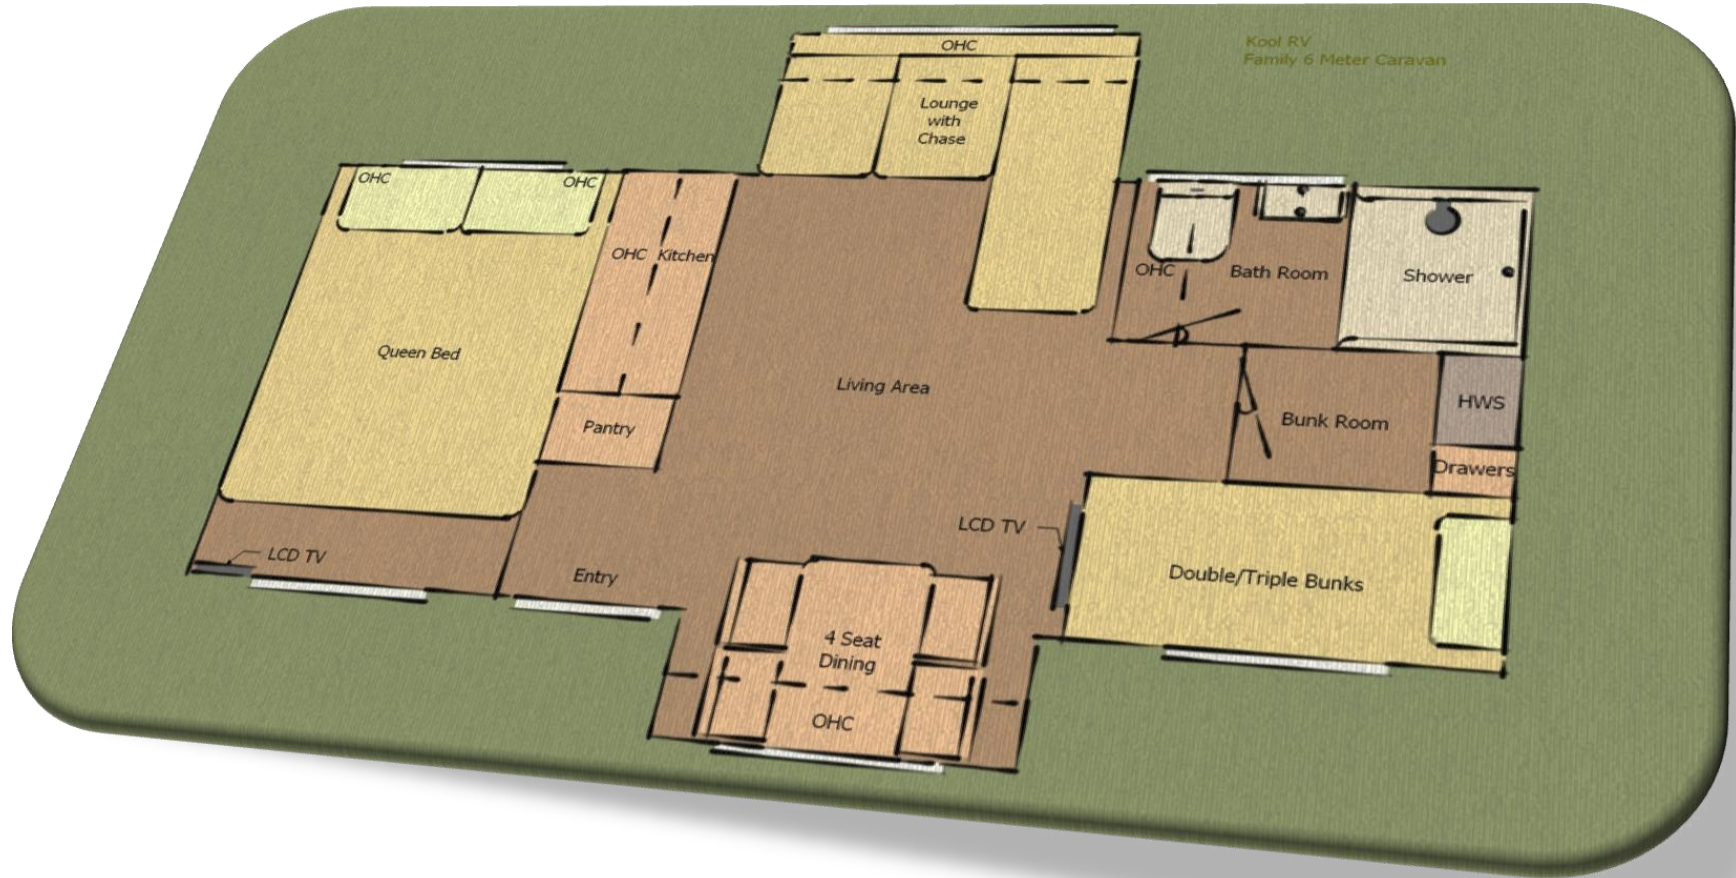 Kool RV
Family 6 Meter Caravan
OHC
Lounge
with
Chase
OHC
OHC
OHC Kitchen
OHC
Bath Room
Shower
Queen Bed
Living Area
Pantry
Bunk Room
HWS
Drawers
LCD TV
LCD TV
Entry
Double/Triple Bunks
4 Seat
Dining
OHC